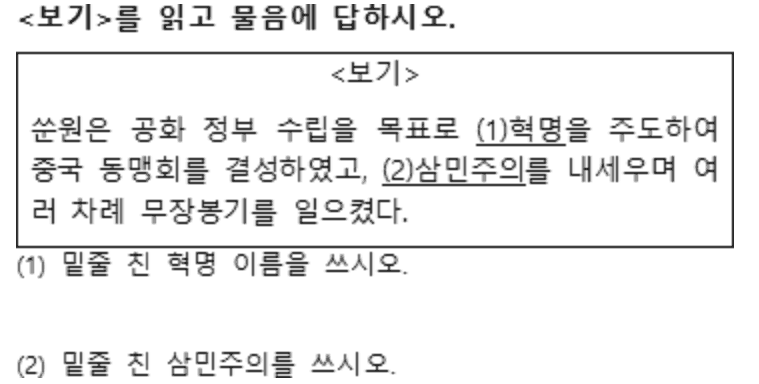 <보기>를 읽고 물음에 답하시오.
<보기>
쑨원은 공화 정부 수립을 목표로 (1)혁명을 주도하여
중국 동맹회를 결성하였고, (2)삼민주의를 내세우며 여
러 차례 무장봉기를 일으켰다.
(1) 밑줄 친 혁명 이름을 쓰시오.
(2) 밑줄 친 삼민주의를 쓰시오.